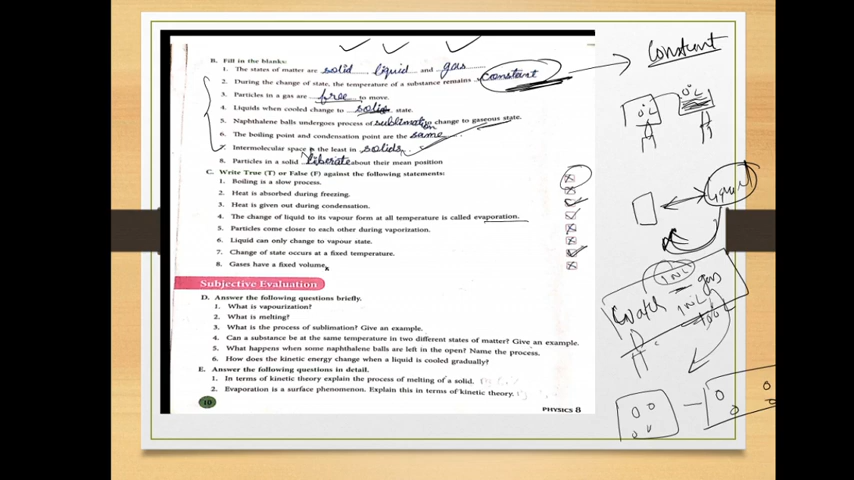 B. Fill in the blanks:
1. The states of matter are solid liquid and gas
2. During the change of state, the temperature of a substance remains constant
3. Particles in a gas are free to move.
4. Liquids when cooled change to solid state.
5. Naphthalene balls undergoes process of sublimation change to gaseous state.
6. The boiling point and condensation point are the same
7. Intermolecular space is the least in solids
8. Particles in a solid liberate about their mean position
C. Write True (T) or False (F) against the following statements:
1. Boiling is a slow process.
2. Heat is absorbed during freezing.
3. Heat is given out during condensation.
4. The change of liquid to its vapour form at all temperature is called evaporation.
5. Particles come closer to each other during vaporization.
6. Liquid can only change to vapour state.
7. Change of state occurs at a fixed temperature.
8. Gases have a fixed volume
Subjective Evaluation
D. Answer the following questions briefly.
1. What is vapourization?
2. What is melting?
3. What is the process of sublimation? Give an example.
4. Can a substance be at the same temperature in two different states of matter? Give an example.
5. What happens when some naphthalene balls are left in the open? Name the process.
6. How does the kinetic energy change when a liquid is cooled gradually?
E. Answer the following questions in detail.
1. In terms of kinetic theory explain the process of melting of a solid.
2. Evaporation is a surface phenomenon. Explain this in terms of kinetic theory.
10
PHYSICS 8
Constant
0°C
0°C
liquid
gas